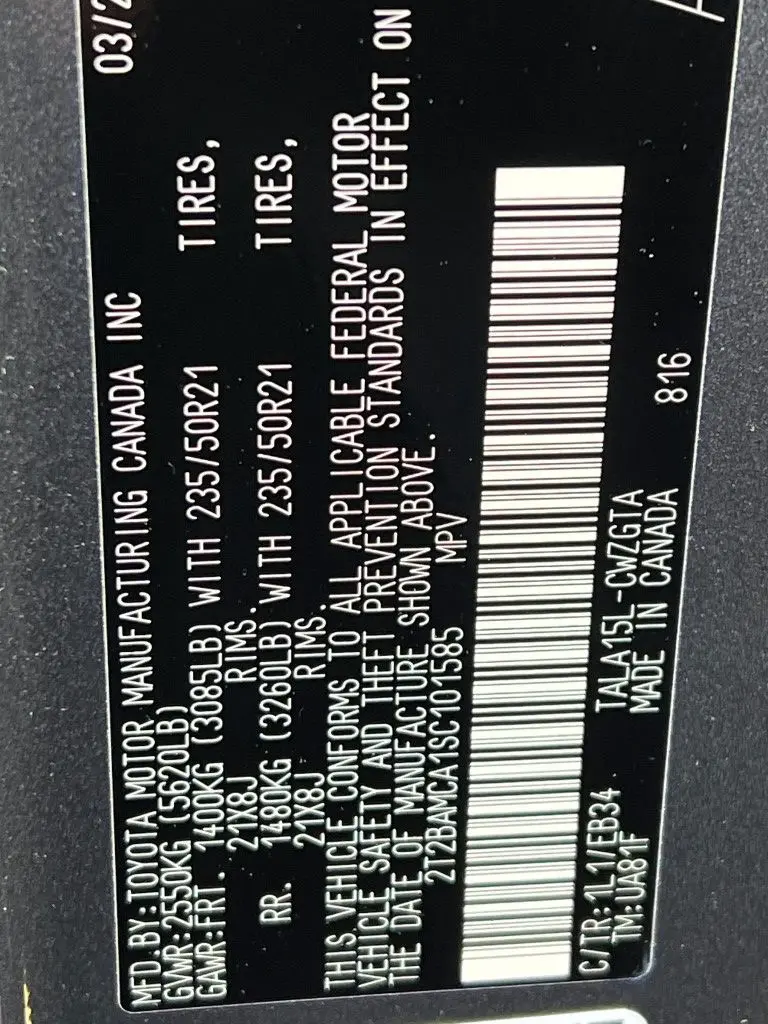 MFD.BY:TOYOTA MOTOR MANUFACTURING CANADA INC 03/2
GVWR:2550KG (5620LB)
GAWR:FRT. 1400KG (3085LB) WITH 235/50R21 TIRES,
21X8J RIMS.
RR. 1480KG (3260LB) WITH 235/50R21 TIRES,
21X8J RIMS.
THIS VEHICLE CONFORMS TO ALL APPLICABLE FEDERAL MOTOR
VEHICLE SAFETY AND THEFT PREVENTION STANDARDS IN EFFECT ON
THE DATE OF MANUFACTURE SHOWN ABOVE.
2T2BAMCA1SC101585 MPV
C/TR:1L1/EB34 TALA15L-CWZGTA
TM:UA81F MADE IN CANADA 816